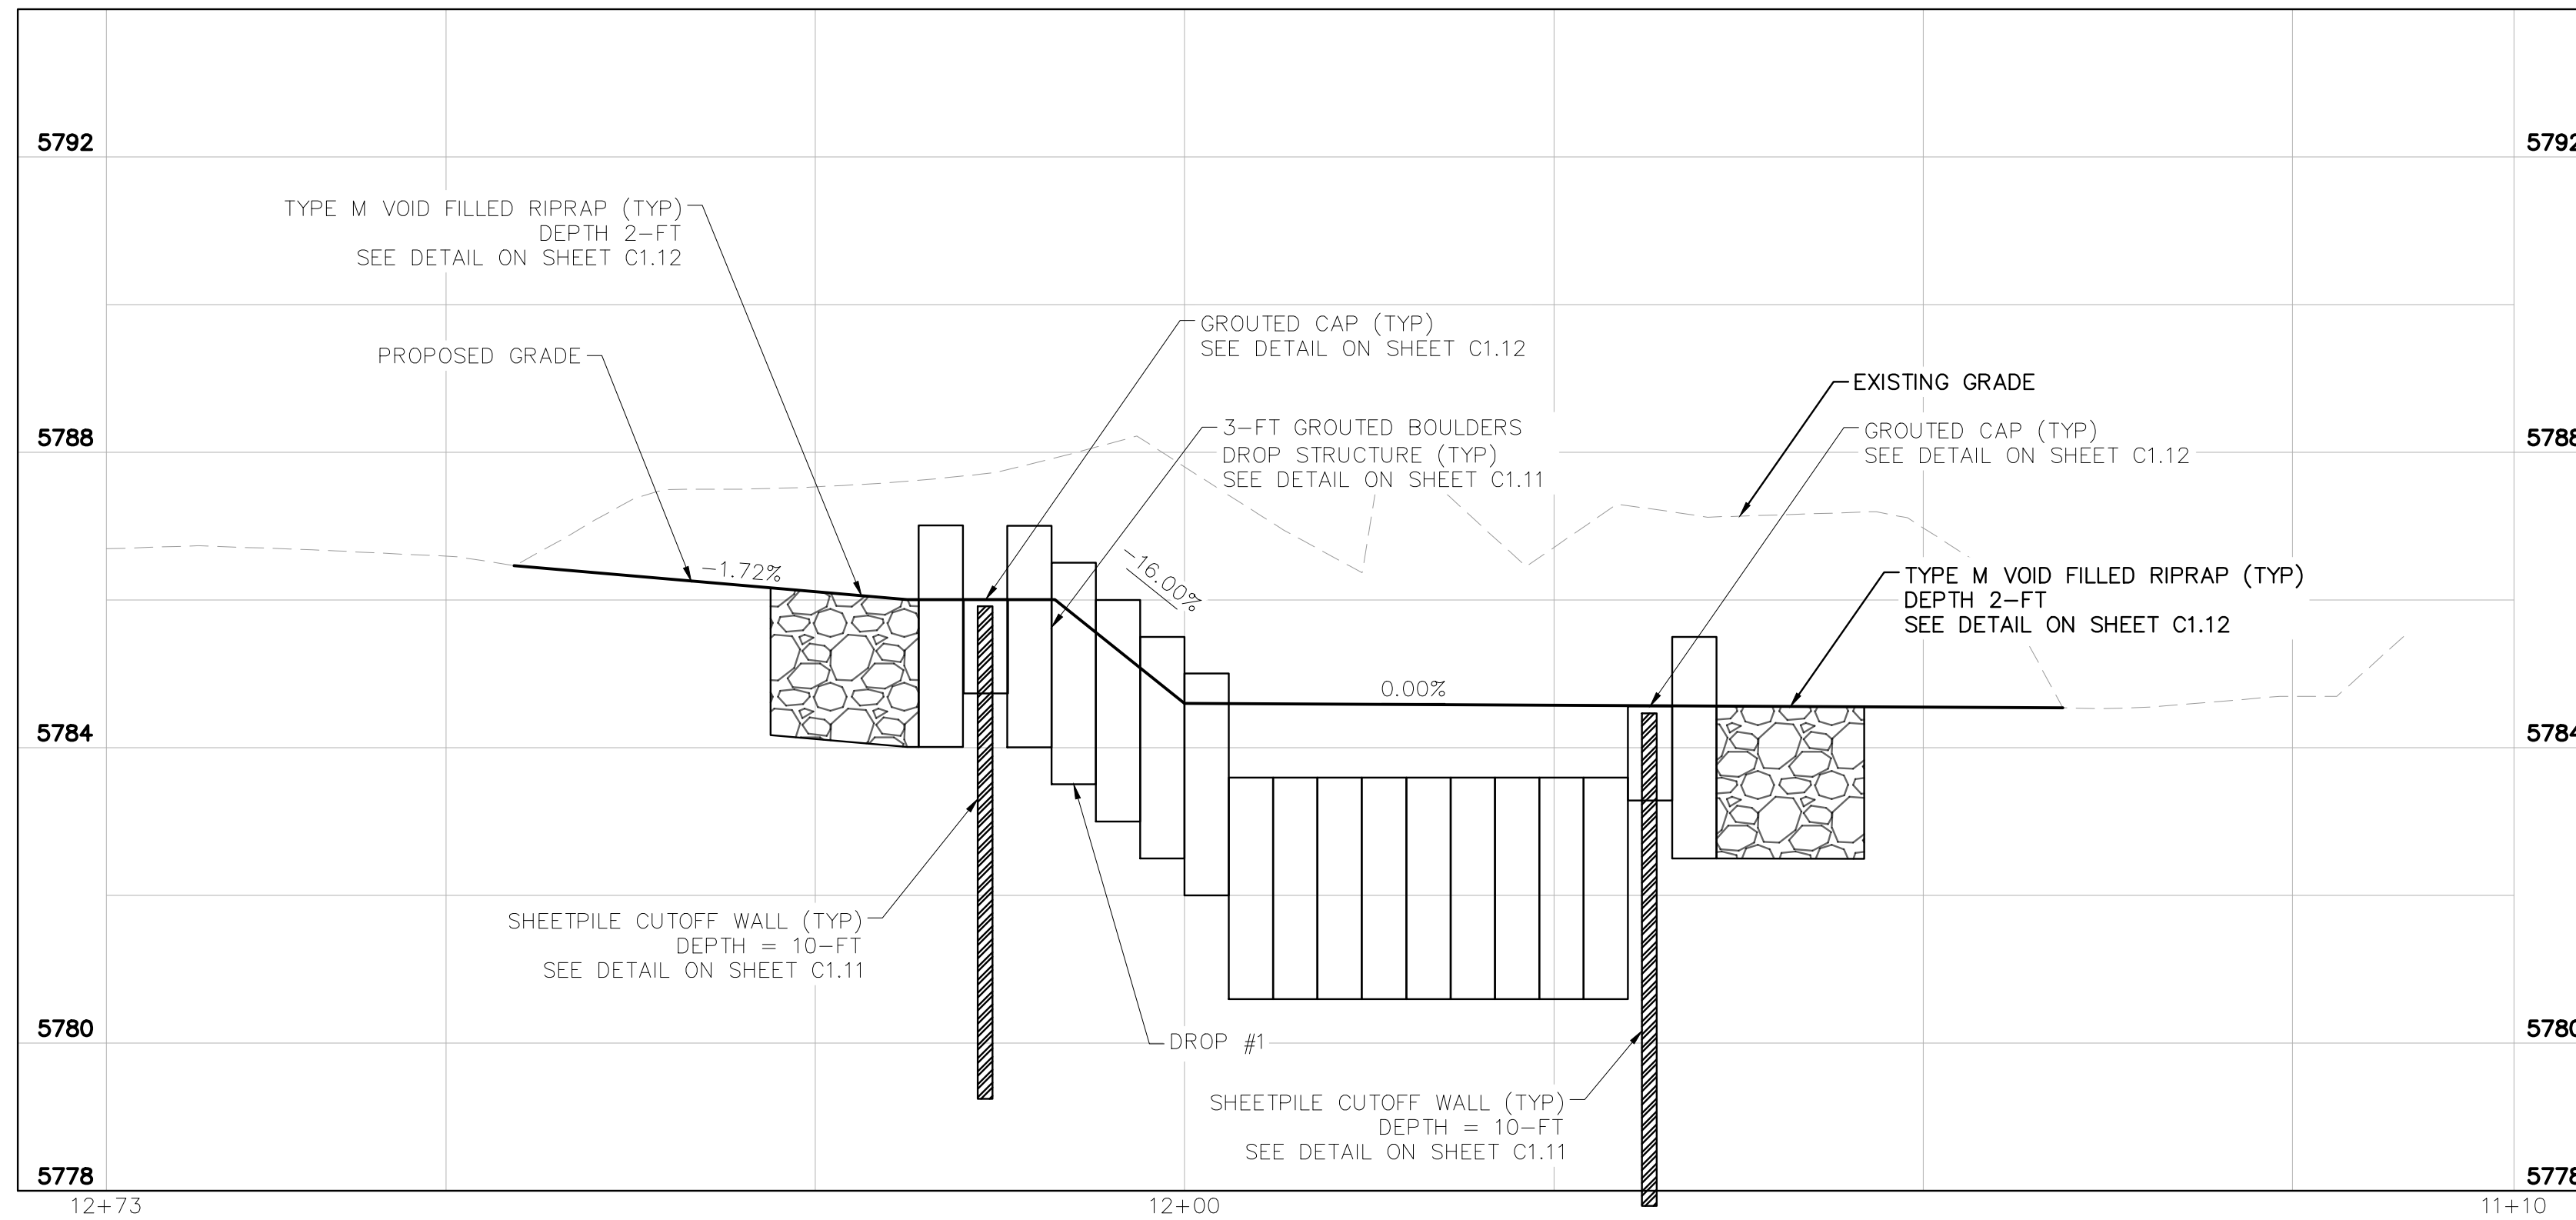 5792
5792
TYPE M VOID FILLED RIPRAP (TYP)
DEPTH 2-FT
SEE DETAIL ON SHEET C1.12
GROUTED CAP (TYP)
SEE DETAIL ON SHEET C1.12
PROPOSED GRADE
EXISTING GRADE
3-FT GROUTED BOULDERS
DROP STRUCTURE (TYP)
SEE DETAIL ON SHEET C1.11
GROUTED CAP (TYP)
SEE DETAIL ON SHEET C1.12
5788
5788
-1.72%
-16.00%
TYPE M VOID FILLED RIPRAP (TYP)
DEPTH 2-FT
SEE DETAIL ON SHEET C1.12
0.00%
5784
5784
SHEETPILE CUTOFF WALL (TYP)
DEPTH = 10-FT
SEE DETAIL ON SHEET C1.11
5780
5780
DROP #1
SHEETPILE CUTOFF WALL (TYP)
DEPTH = 10-FT
SEE DETAIL ON SHEET C1.11
5778
5778
12+73
12+00
11+10